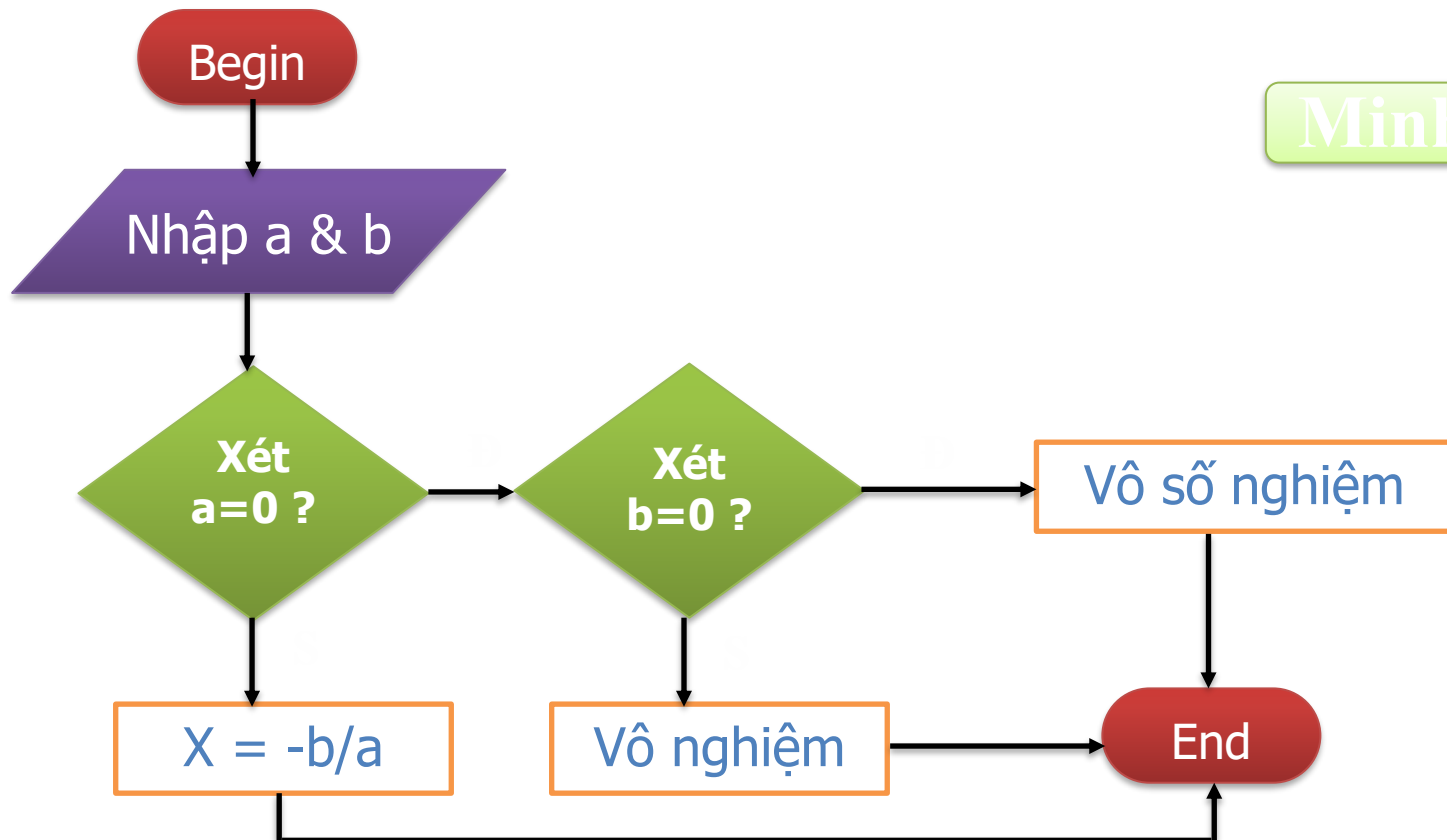 Begin
Nhập a & b
Xét
a=0 ?
Xét
b=0 ?
Vô số nghiệm
X = -b/a
Vô nghiệm
End